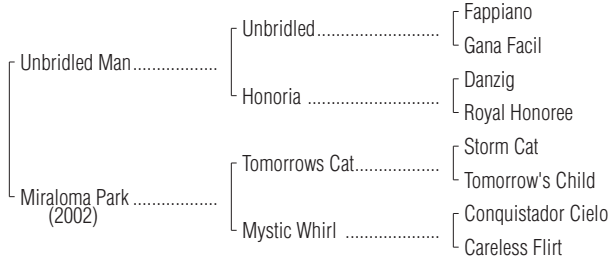 Fappiano
Unbridled
Gana Facil
Unbridled Man
Danzig
Honoria
Royal Honoree
Storm Cat
Tomorrows Cat
Tomorrow's Child
Miraloma Park
(2002)
Conquistador Cielo
Mystic Whirl
Careless Flirt